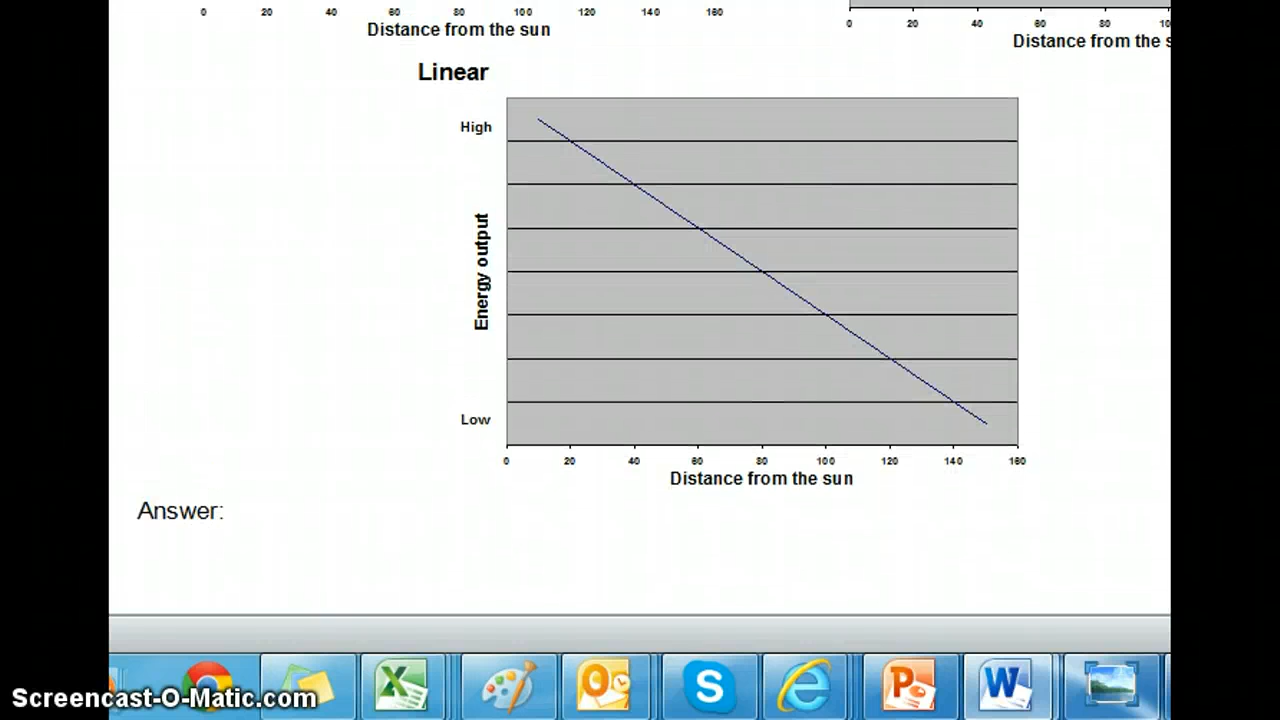 0 20 40 60 80 100 120 140 160
Distance from the sun
0 20 40 60 80
Distance from the s
Linear
High
Energy output
Low
0 20 40 60 80 100 120 140 160
Distance from the sun
Answer:
Screencast-O-Matic.com